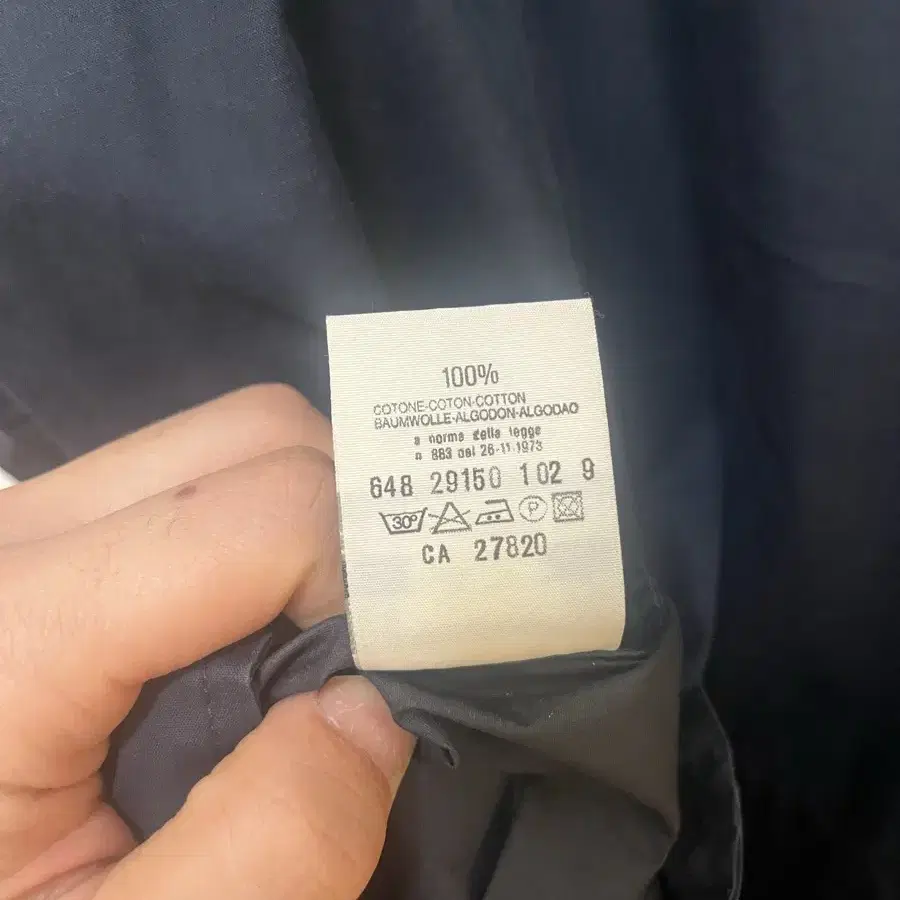 100%
COTONE-COTON-COTTON
BAUMWOLLE-ALGODON-ALGODAO
a norma della legge
n 883 del 26-11-1973
648 29150 102 9
30° P
CA 27820